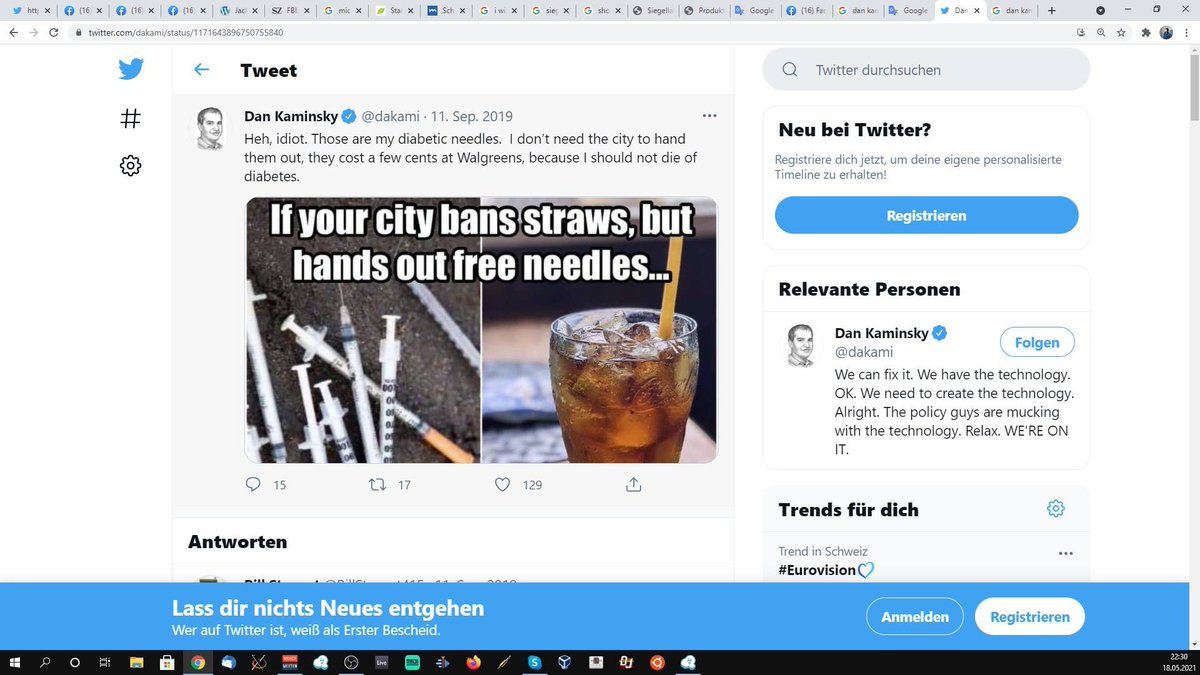 http
(16)
(16)
(16)
Jack
SZ
FBI
mic
Star
Sch
i wi
sieg
sho
Siegella
Produkt
Google
(16) Fac
dan kan
Google
Dan
dan kan
twitter.com/dakami/status/1171643896750755840
Tweet
Dan Kaminsky @dakami · 11. Sep. 2019
Heh, idiot. Those are my diabetic needles. I don't need the city to hand
them out, they cost a few cents at Walgreens, because I should not die of
diabetes.
If your city bans straws, but
hands out free needles...
15
17
129
Antworten
Twitter durchsuchen
Neu bei Twitter?
Registriere dich jetzt, um deine eigene personalisierte
Timeline zu erhalten!
Registrieren
Relevante Personen
Dan Kaminsky
@dakami
Folgen
We can fix it. We have the technology.
OK. We need to create the technology.
Alright. The policy guys are mucking
with the technology. Relax. WE'RE ON
IT.
Trends für dich
Trend in Schweiz
#Eurovision
Lass dir nichts Neues entgehen
Wer auf Twitter ist, weiß als Erster Bescheid.
Anmelden
Registrieren
Live
22:30
18.05.2021